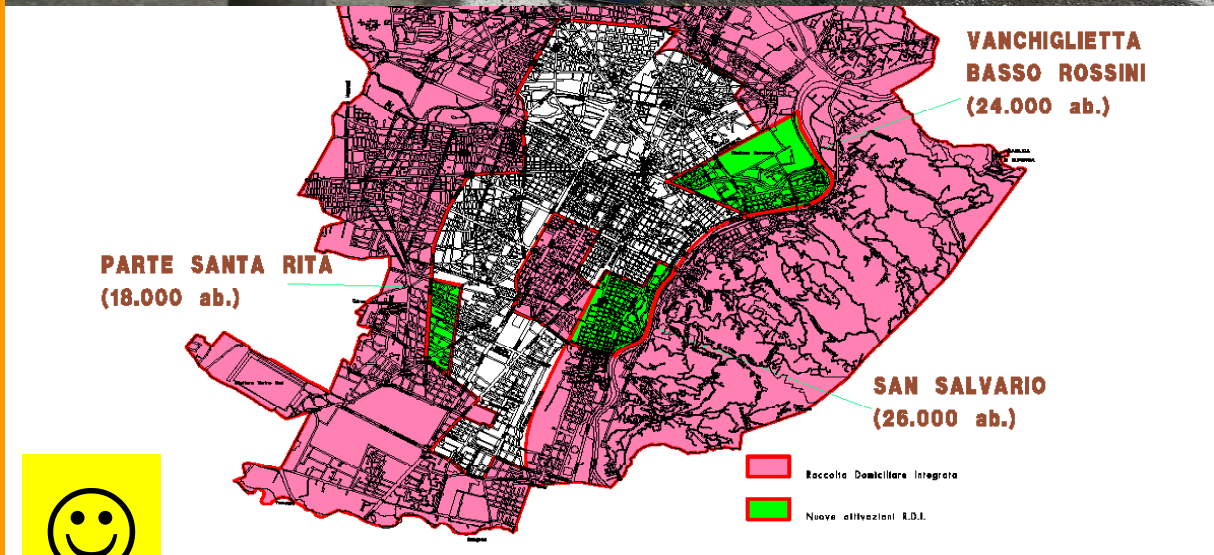 VANCHIGLIETTA
BASSO ROSSINI
(24.000 ab.)
PARTE SANTA RITA
(18.000 ab.)
SAN SALVARIO
(26.000 ab.)
Raccolta Domiciliare Integrata
Nuove attivazioni R.D.I.